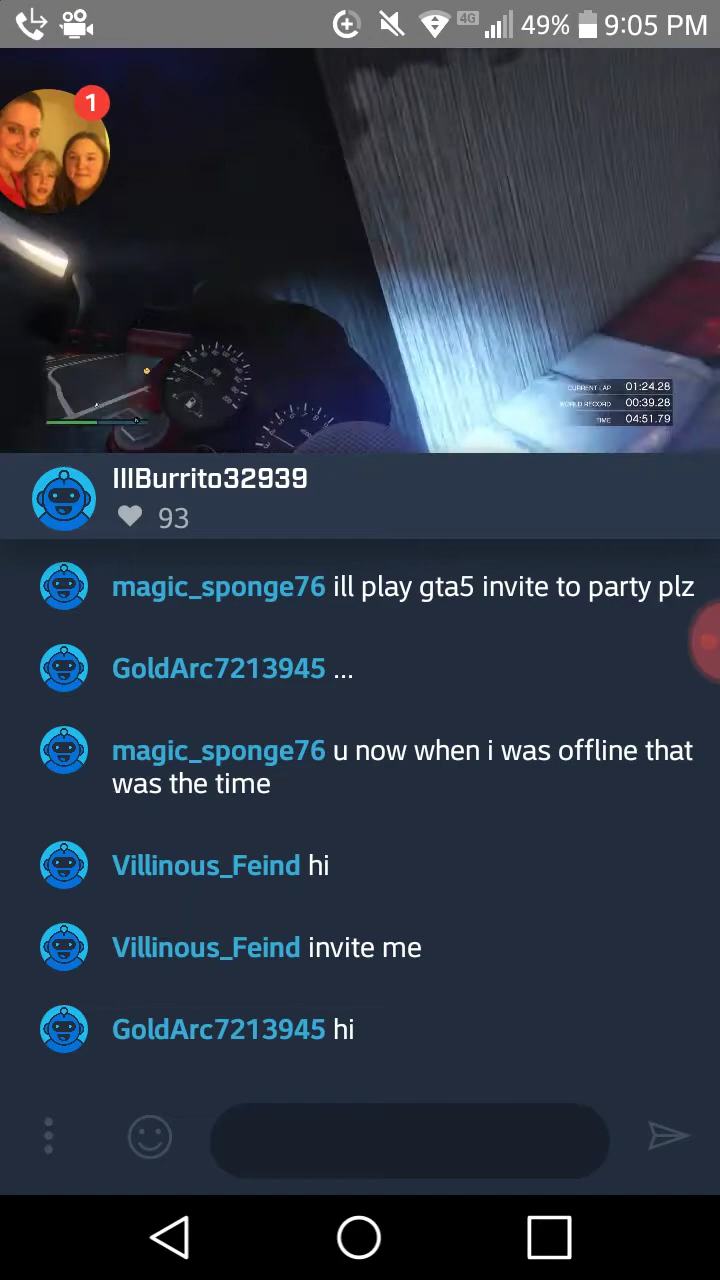 4G 49% 9:05 PM
1
CURRENT LAP 01:24.28
WORLD RECORD 00:39.28
TIME 04:51.79
IIIBurrito32939
93
magic_sponge76 ill play gta5 invite to party plz
GoldArc7213945 ...
magic_sponge76 u now when i was offline that
was the time
Villinous_Feind hi
Villinous_Feind invite me
GoldArc7213945 hi